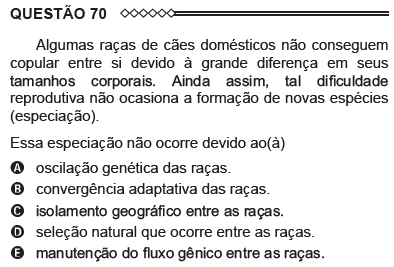 QUESTÃO 70
Algumas raças de cães domésticos não conseguem
copular entre si devido à grande diferença em seus
tamanhos corporais. Ainda assim, tal dificuldade
reprodutiva não ocasiona a formação de novas espécies
(especiação).
Essa especiação não ocorre devido ao(à)
A oscilação genética das raças.
B convergência adaptativa das raças.
C isolamento geográfico entre as raças.
D seleção natural que ocorre entre as raças.
E manutenção do fluxo gênico entre as raças.